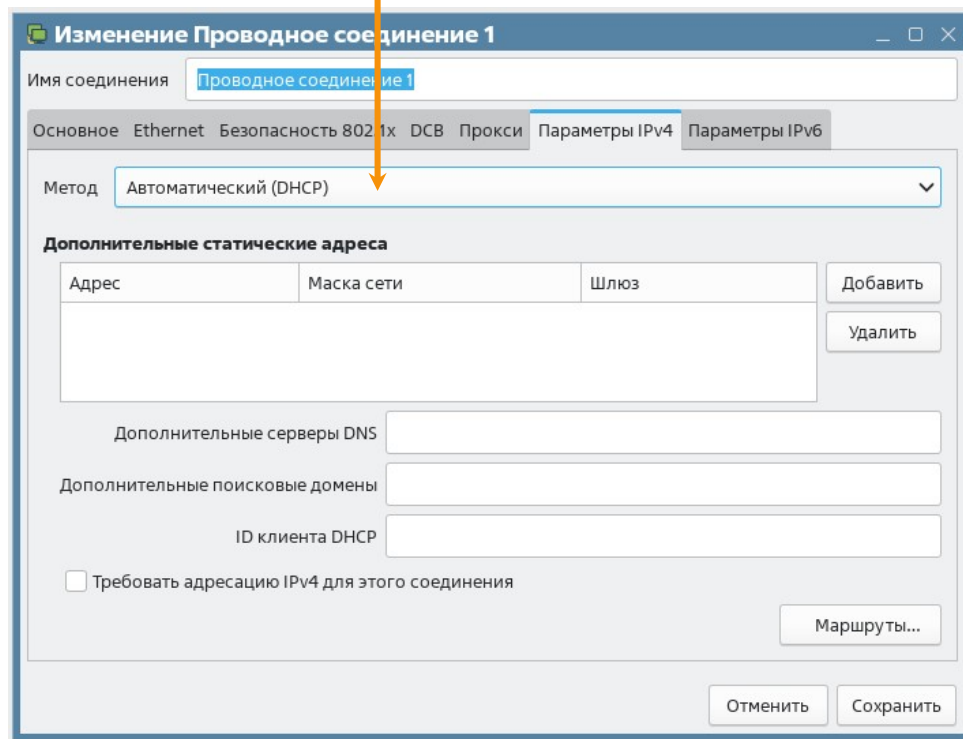 Изменение Проводное соединение 1
Имя соединения Проводное соединение 1
Основное Ethernet Безопасность 802.1x DCB Прокси Параметры IPv4 Параметры IPv6
Метод Автоматический (DHCP)
Дополнительные статические адреса
Адрес Маска сети Шлюз Добавить
Удалить
Дополнительные серверы DNS
Дополнительные поисковые домены
ID клиента DHCP
Требовать адресацию IPv4 для этого соединения
Маршруты...
Отменить Сохранить